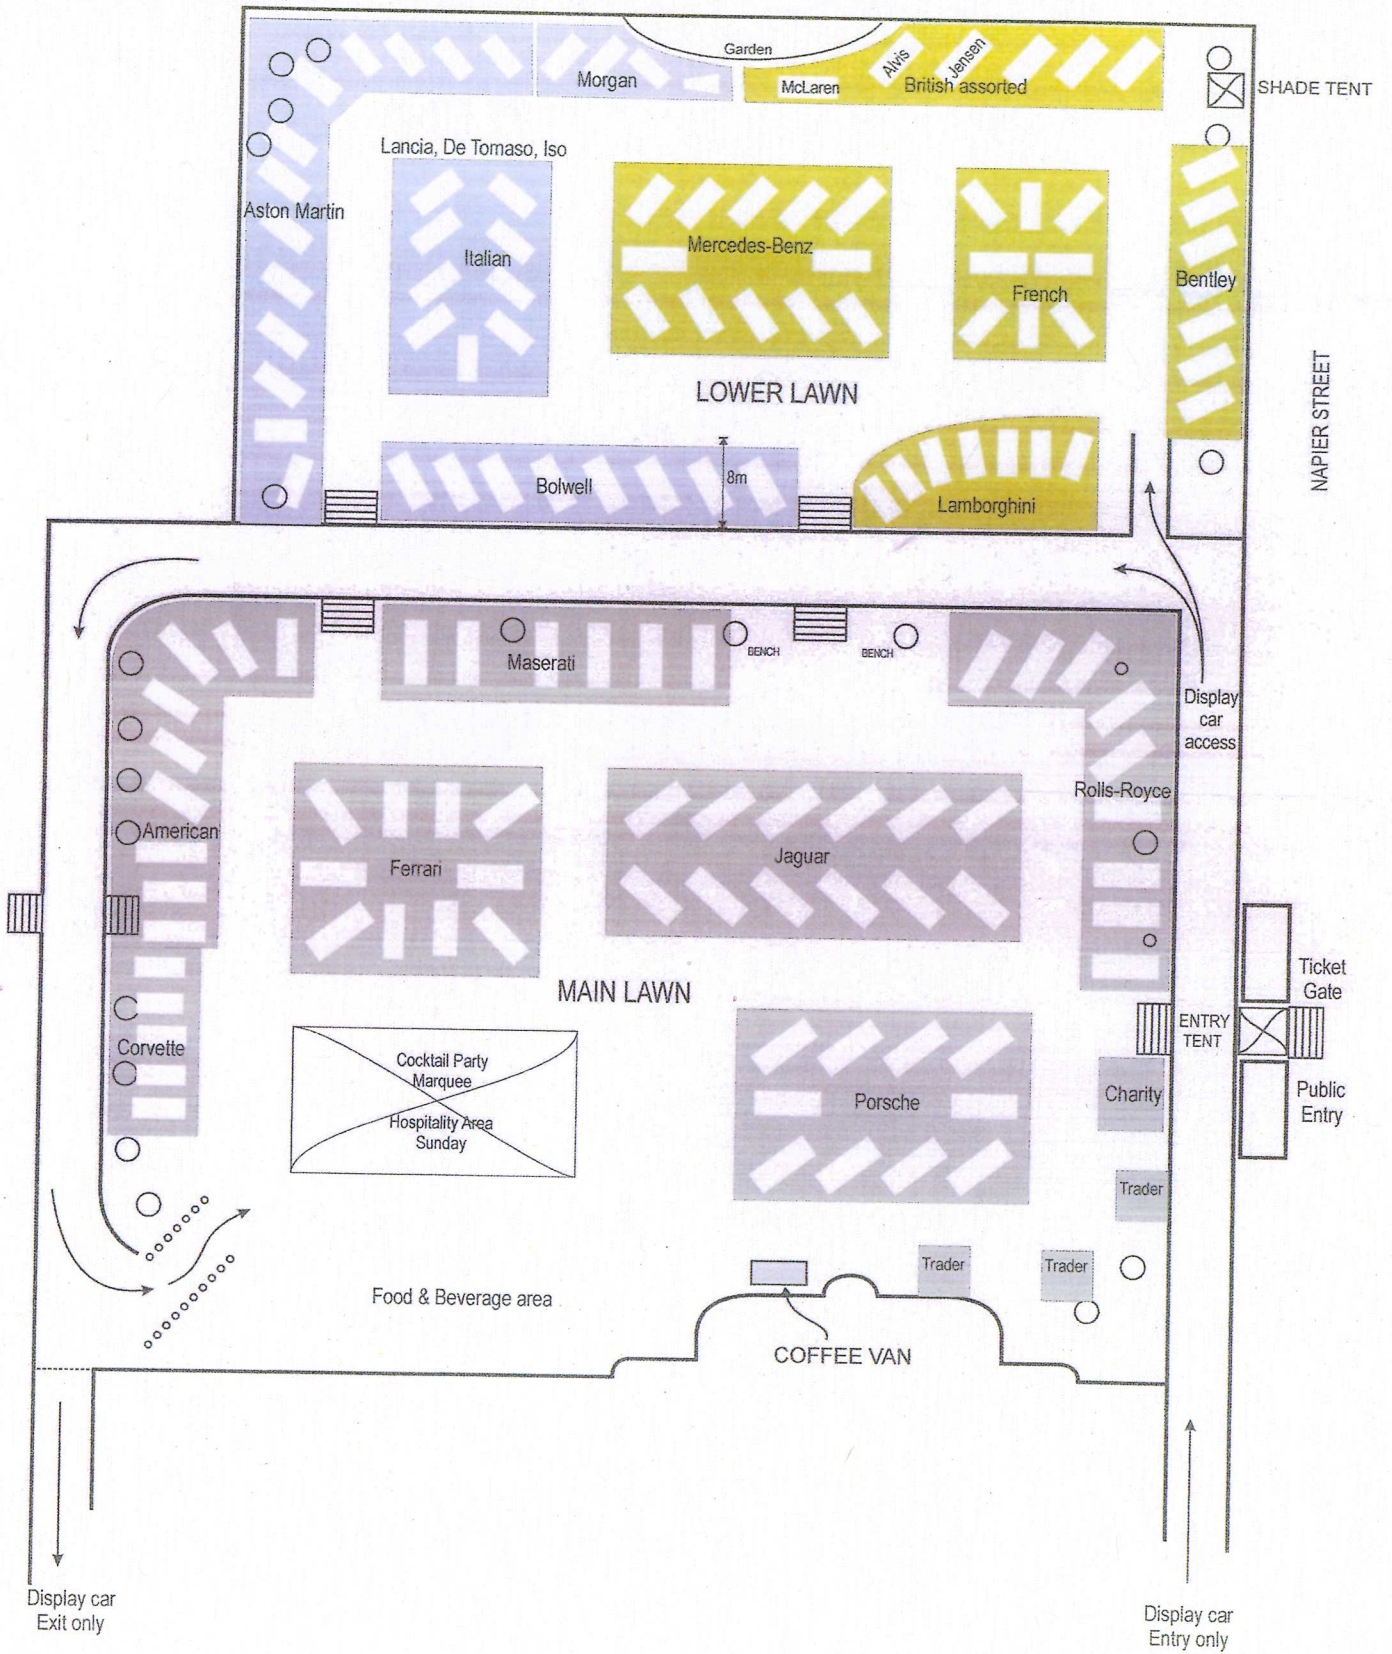 Garden
Alvis
Jensen
Morgan
McLaren
British assorted
SHADE TENT
Lancia, De Tomaso, Iso
Aston Martin
Italian
Mercedes-Benz
French
Bentley
LOWER LAWN
NAPIER STREET
Bolwell
8m
Lamborghini
Maserati
BENCH
BENCH
Display
car
access
Rolls-Royce
American
Ferrari
Jaguar
MAIN LAWN
Ticket
Gate
ENTRY
TENT
Corvette
Cocktail Party
Marquee
Hospitality Area
Sunday
Porsche
Charity
Public
Entry
Trader
Trader
Trader
Food & Beverage area
COFFEE VAN
Display car
Exit only
Display car
Entry only